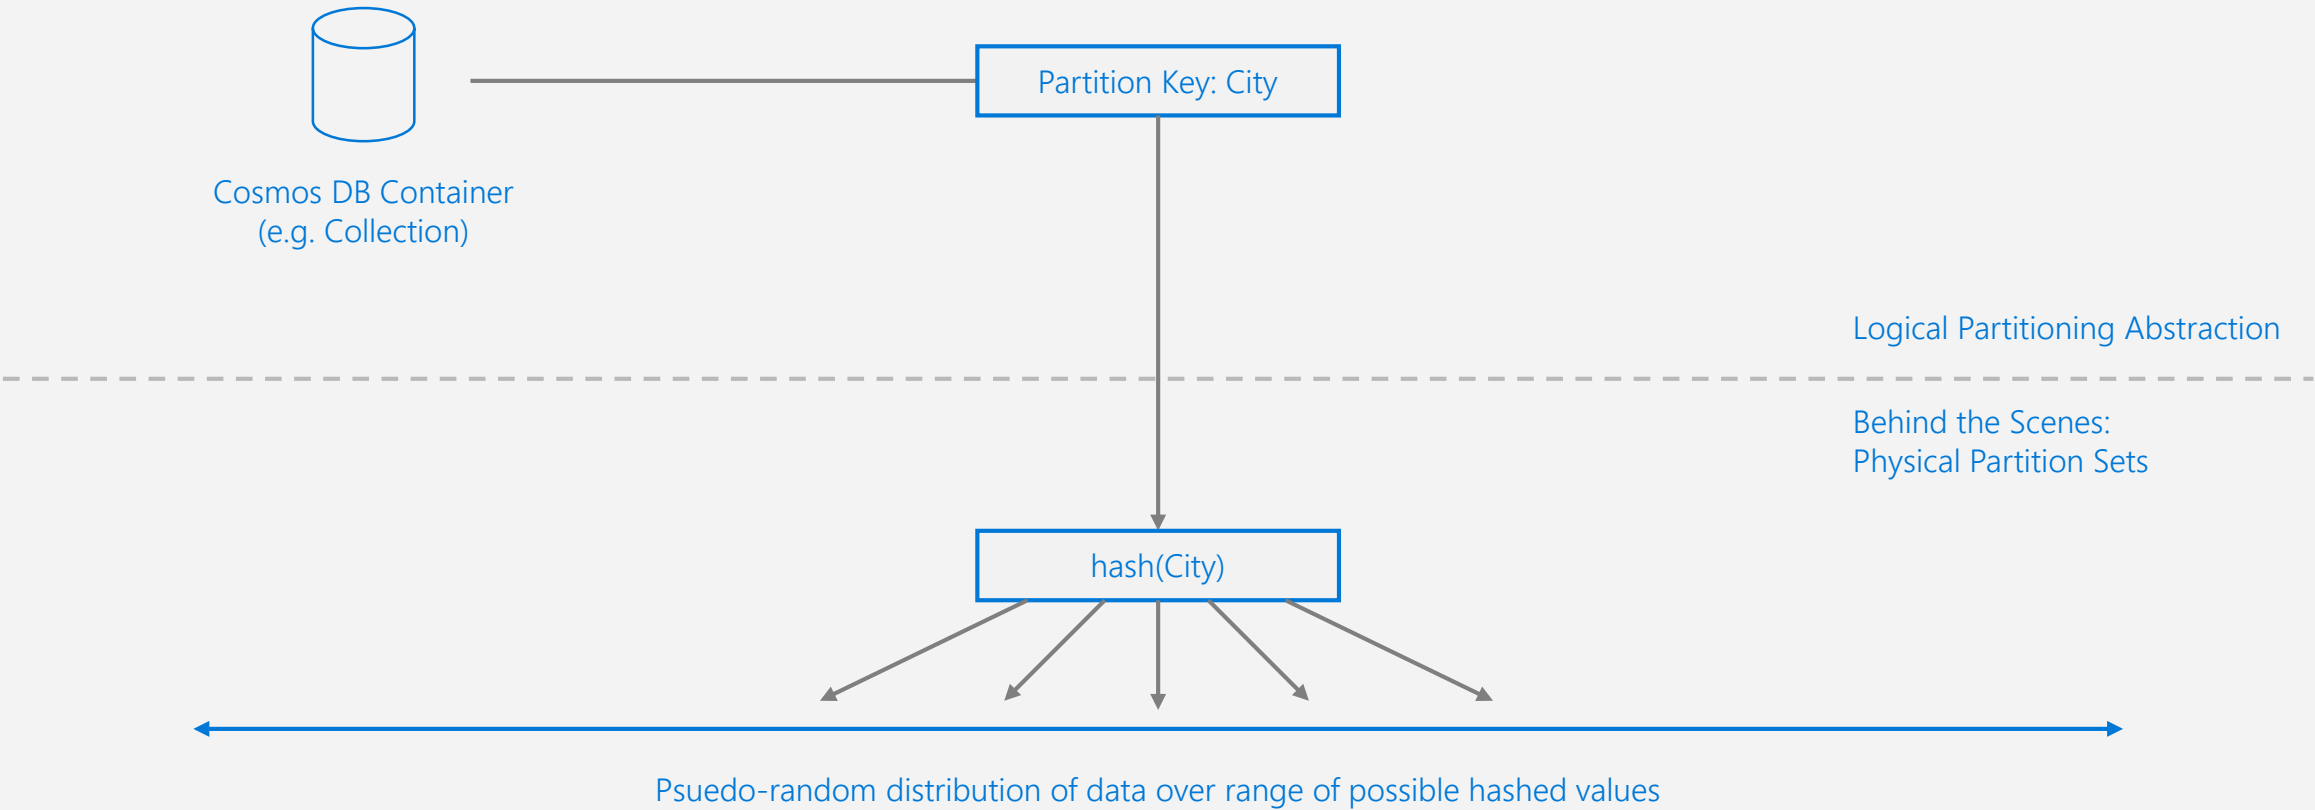 Partition Key: City
Cosmos DB Container
(e.g. Collection)
Logical Partitioning Abstraction
Behind the Scenes:
Physical Partition Sets
hash(City)
Psuedo-random distribution of data over range of possible hashed values